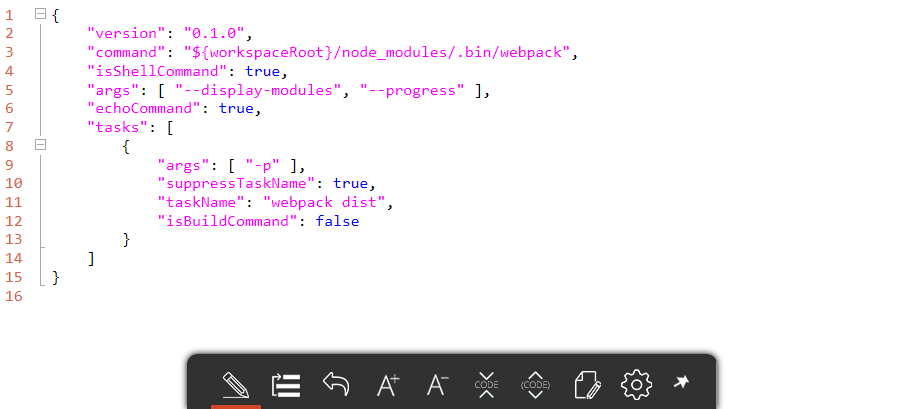 1 {
2     "version": "0.1.0",
3     "command": "${workspaceRoot}/node_modules/.bin/webpack",
4     "isShellCommand": true,
5     "args": [ "--display-modules", "--progress" ],
6     "echoCommand": true,
7     "tasks": [
8         {
9             "args": [ "-p" ],
10             "suppressTaskName": true,
11             "taskName": "webpack dist",
12             "isBuildCommand": false
13         }
14     ]
15 }
16
A+ A- CODE (CODE)